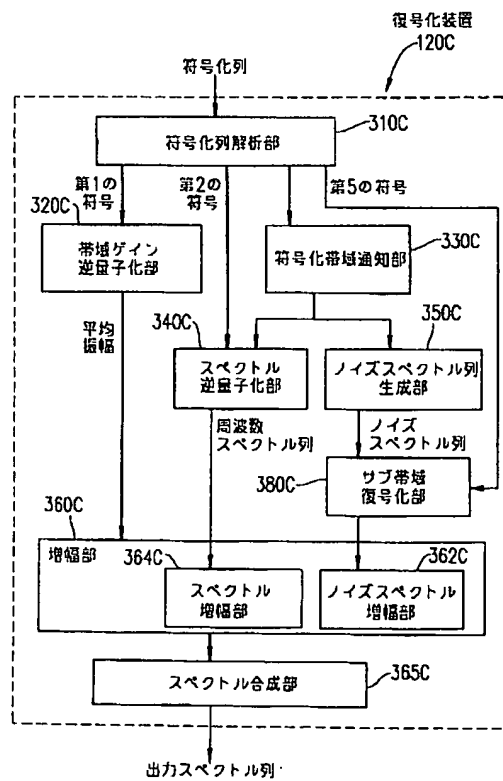 復号化装置
120C
符号化列
310C
符号化列解析部
第1の
符号
第2の
符号
第5の符号
320C
帯域ゲイン
逆量子化部
符号化帯域通知部
330C
平均
振幅
340C
スペクトル
逆量子化部
350C
ノイズスペクトル列
生成部
周波数
スペクトル列
ノイズ
スペクトル列
380C
サブ帯域
復号化部
360C
増幅部
364C
スペクトル
増幅部
362C
ノイズスペクトル
増幅部
スペクトル合成部
365C
出力スペクトル列